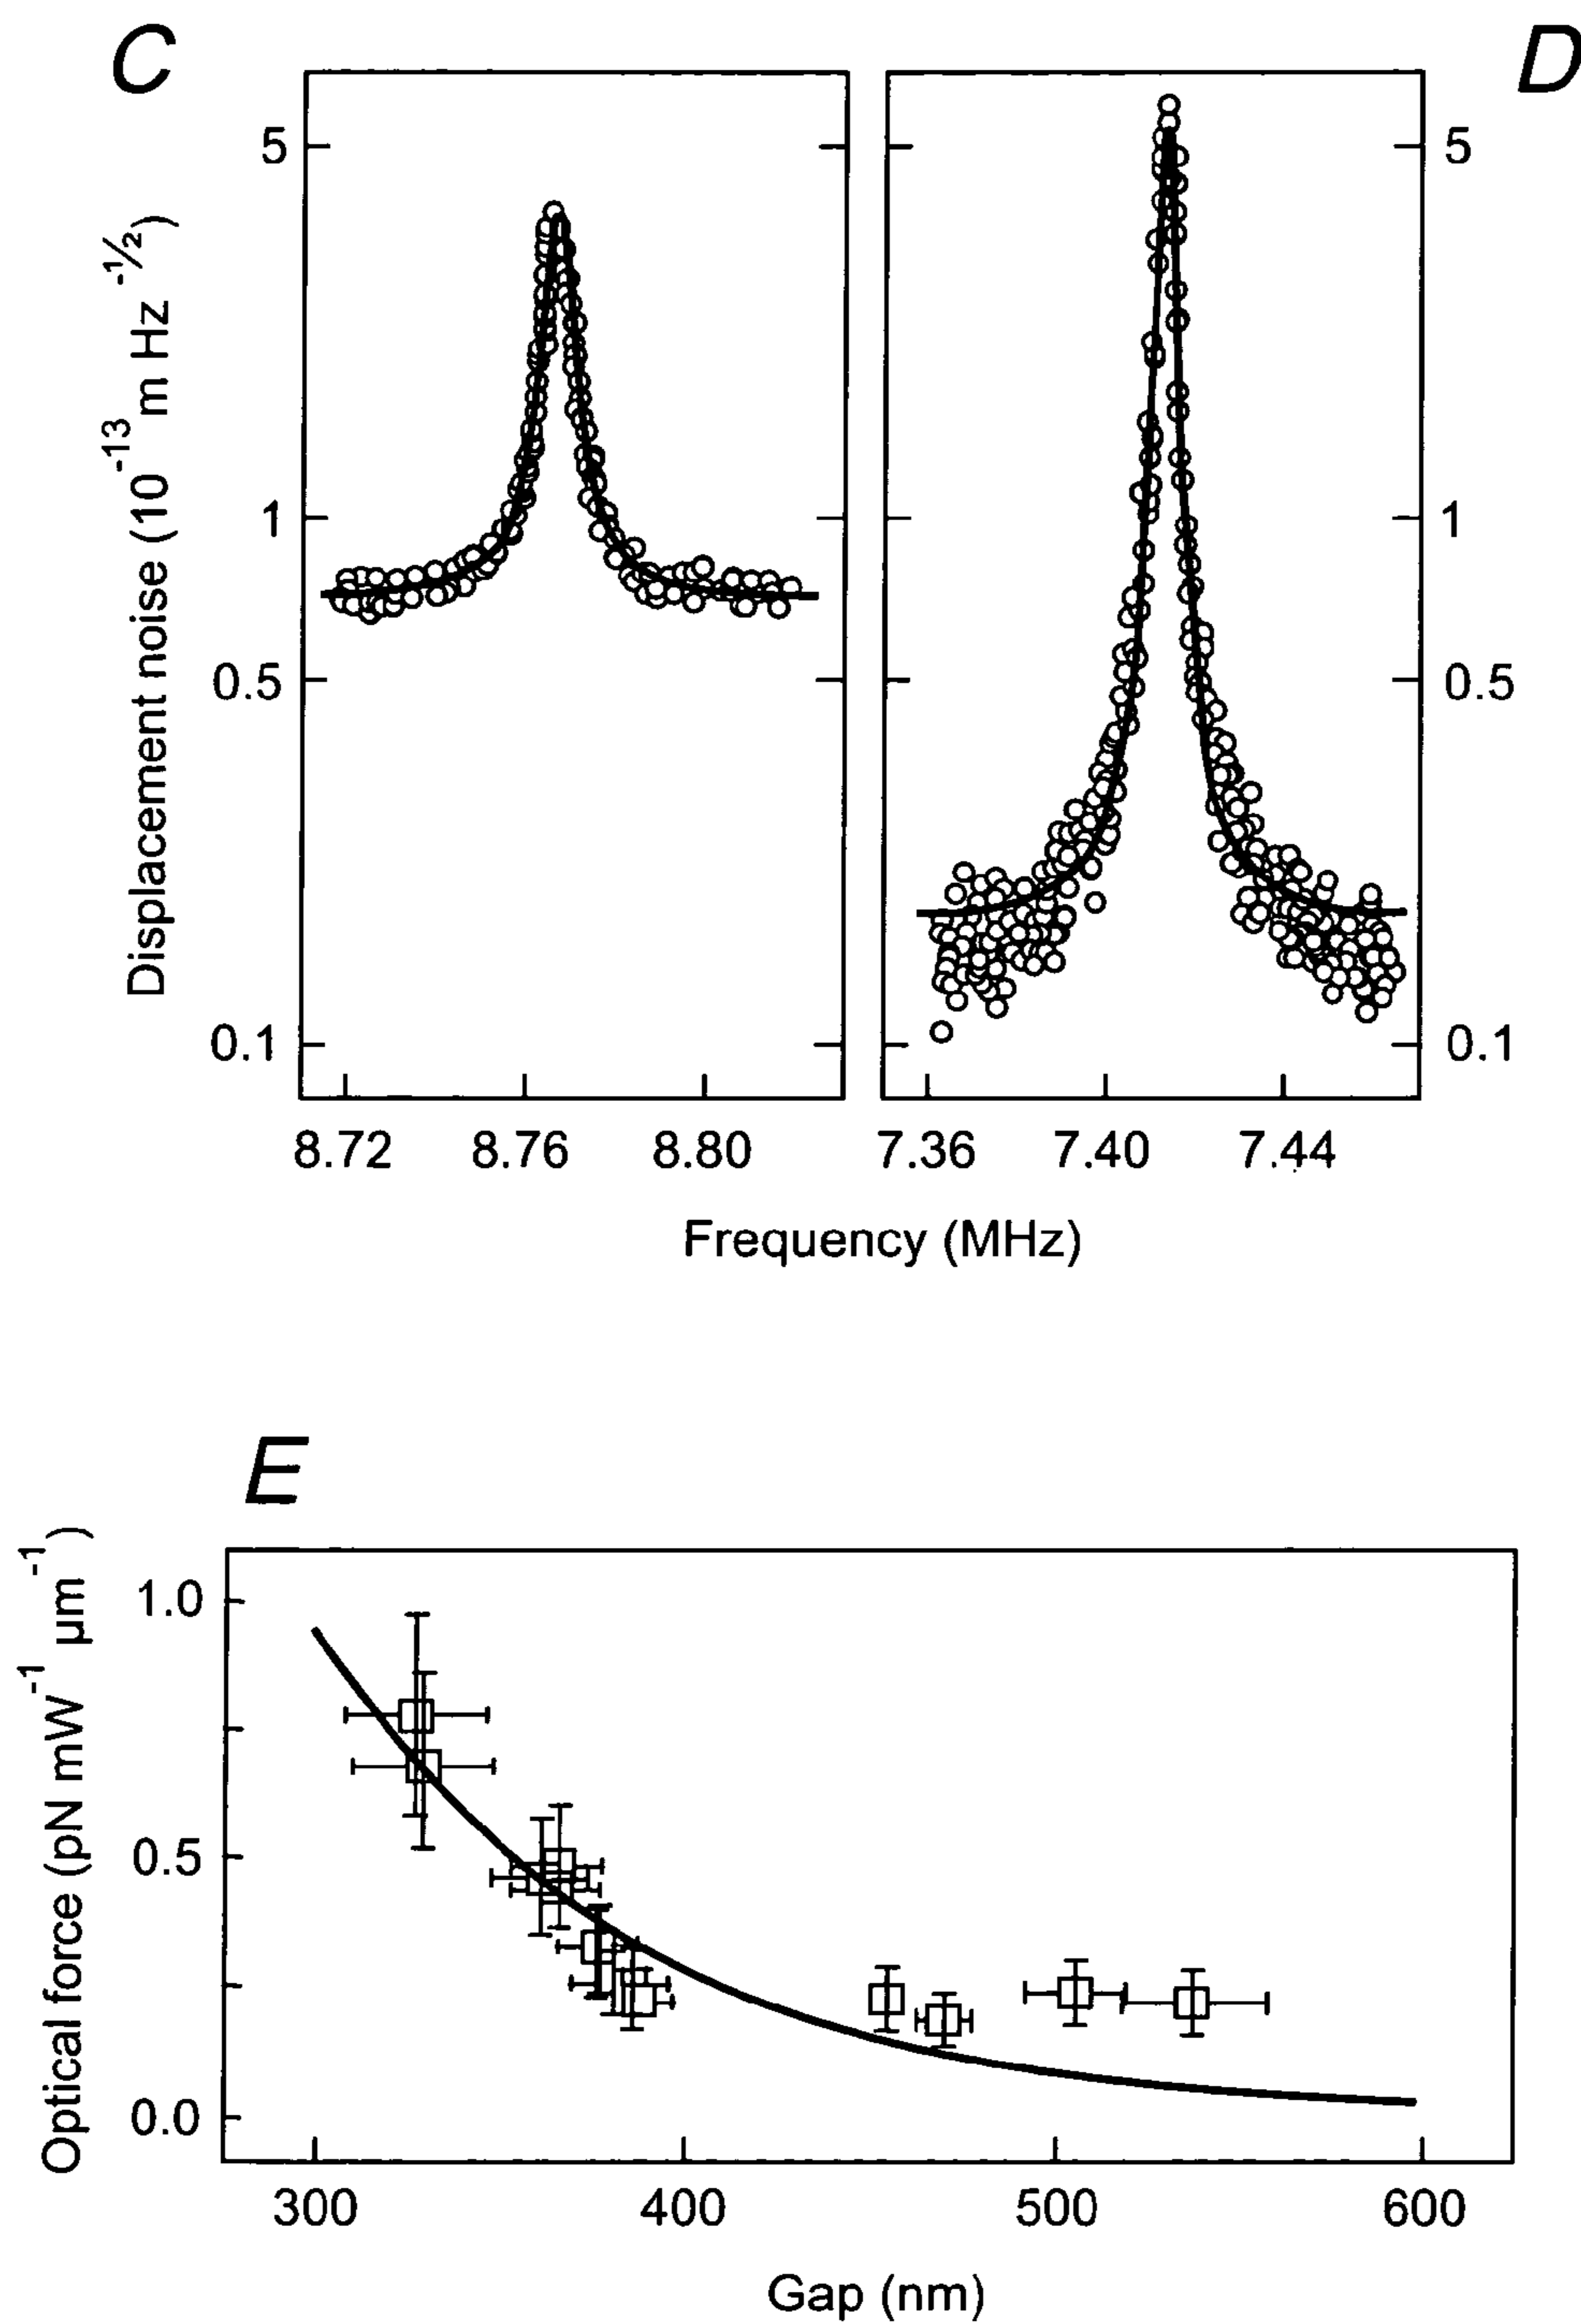 C
D
Displacement noise (10⁻¹³ m Hz⁻½)
5
1
0.5
0.1
5
1
0.5
0.1
8.72 8.76 8.80
7.36 7.40 7.44
Frequency (MHz)
E
Optical force (pN mW⁻¹ µm⁻¹)
1.0
0.5
0.0
300 400 500 600
Gap (nm)